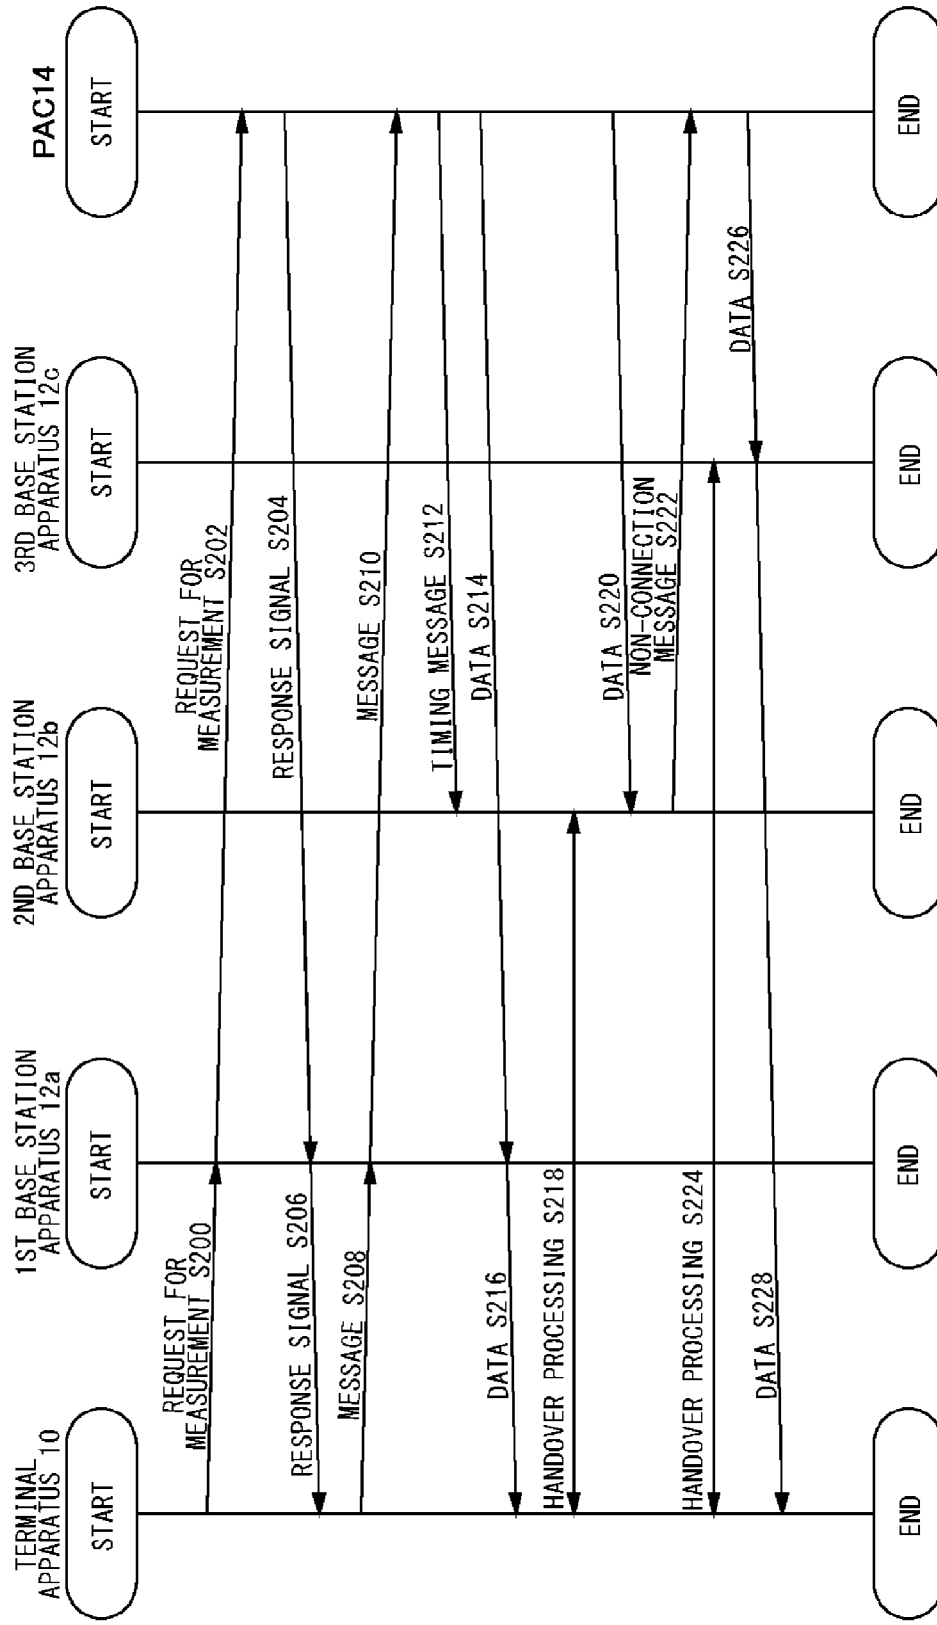 TERMINAL
APPARATUS 10
1ST BASE STATION
APPARATUS 12a
2ND BASE STATION
APPARATUS 12b
3RD BASE STATION
APPARATUS 12c
PAC14
START
START
START
START
START
REQUEST FOR
MEASUREMENT S200
REQUEST FOR
MEASUREMENT S202
RESPONSE SIGNAL S204
RESPONSE SIGNAL S206
MESSAGE S208
MESSAGE S210
TIMING MESSAGE S212
DATA S214
DATA S216
HANDOVER PROCESSING S218
DATA S220
NON-CONNECTION
MESSAGE S222
HANDOVER PROCESSING S224
DATA S226
DATA S228
END
END
END
END
END